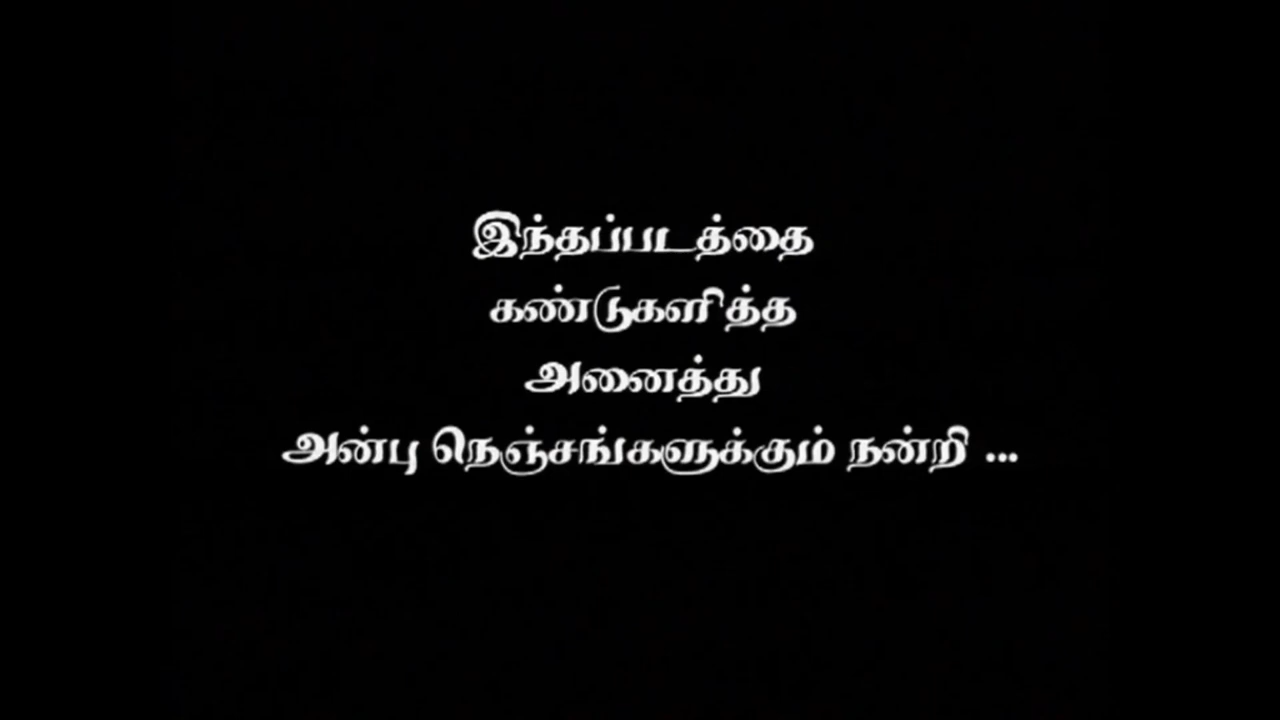 இந்தப்படத்தை
கண்டுகளித்த
அனைத்து
அன்பு நெஞ்சங்களுக்கும் நன்றி ...